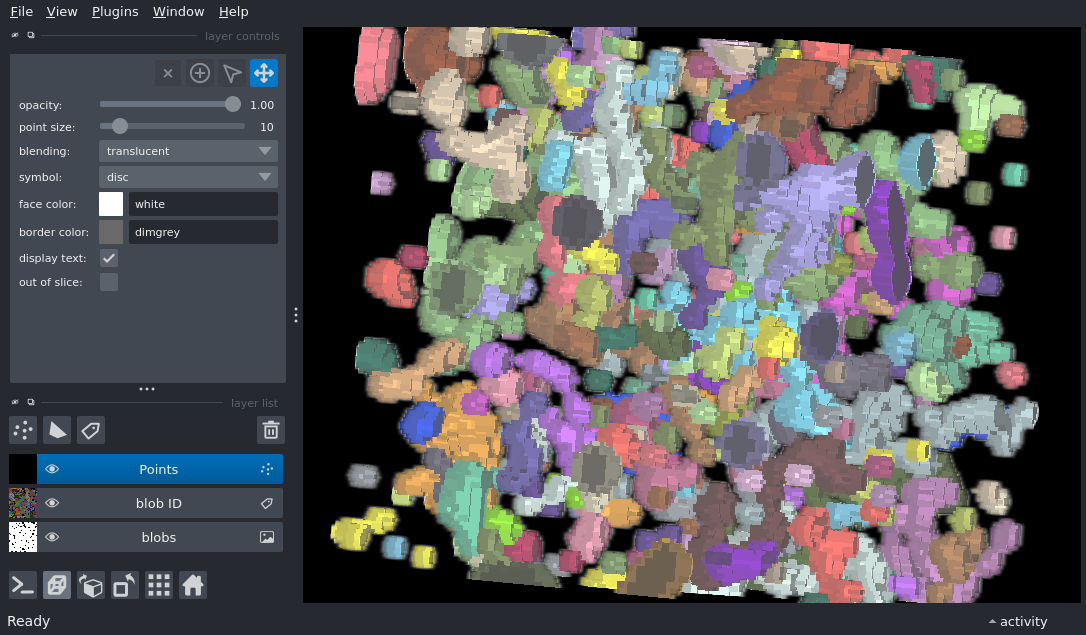 File View Plugins Window Help
layer controls
opacity: 1.00
point size: 10
blending: translucent
symbol: disc
face color: white
border color: dimgrey
display text:
out of slice:
layer list
Points
blob ID
blobs
Ready
activity